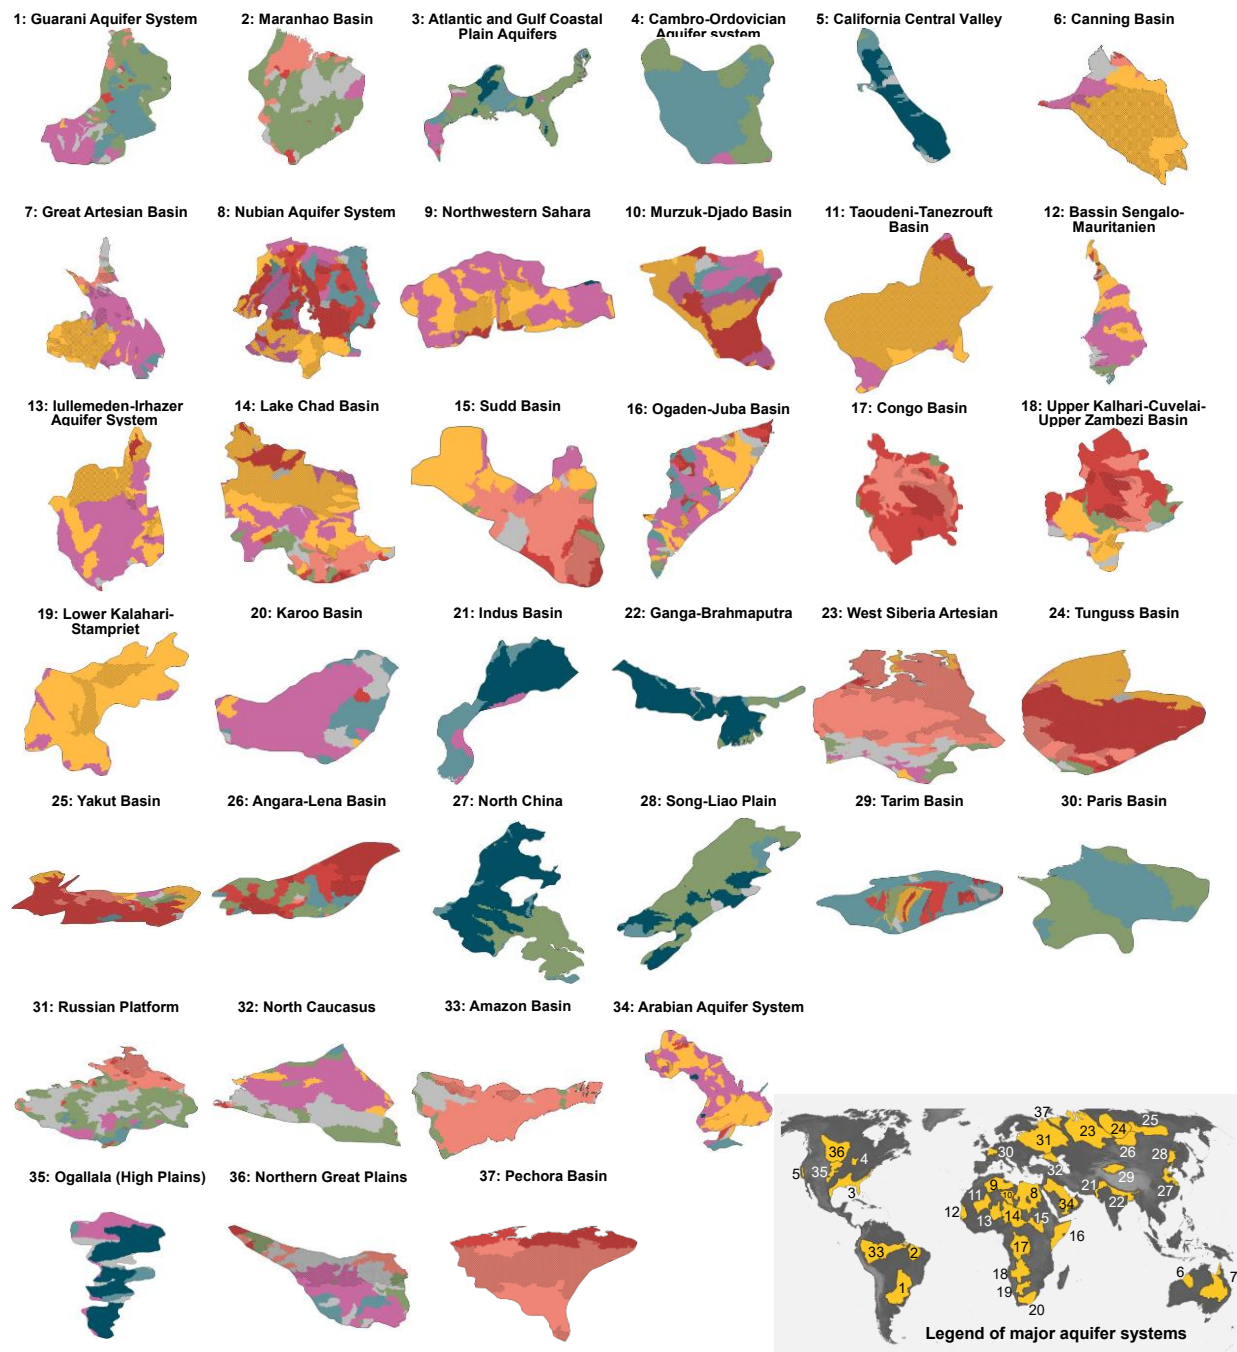 1: Guarani Aquifer System
2: Maranhao Basin
3: Atlantic and Gulf Coastal
Plain Aquifers
4: Cambro-Ordovician
Aquifer system
5: California Central Valley
6: Canning Basin
7: Great Artesian Basin
8: Nubian Aquifer System
9: Northwestern Sahara
10: Murzuk-Djado Basin
11: Taoudeni-Tanezrouft
Basin
12: Bassin Sengalo-
Mauritanien
13: Iullemeden-Irhazer
Aquifer System
14: Lake Chad Basin
15: Sudd Basin
16: Ogaden-Juba Basin
17: Congo Basin
18: Upper Kalhari-Cuvelai-
Upper Zambezi Basin
19: Lower Kalahari-
Stampriet
20: Karoo Basin
21: Indus Basin
22: Ganga-Brahmaputra
23: West Siberia Artesian
24: Tunguss Basin
25: Yakut Basin
26: Angara-Lena Basin
27: North China
28: Song-Liao Plain
29: Tarim Basin
30: Paris Basin
31: Russian Platform
32: North Caucasus
33: Amazon Basin
34: Arabian Aquifer System
35: Ogallala (High Plains)
36: Northern Great Plains
37: Pechora Basin
37
25
23
24
31
36
4
30
26
28
5
35
32
29
27
3
9
10
8
21
22
11
34
12
13
14
15
16
33
2
17
18
6
7
1
19
20
Legend of major aquifer systems